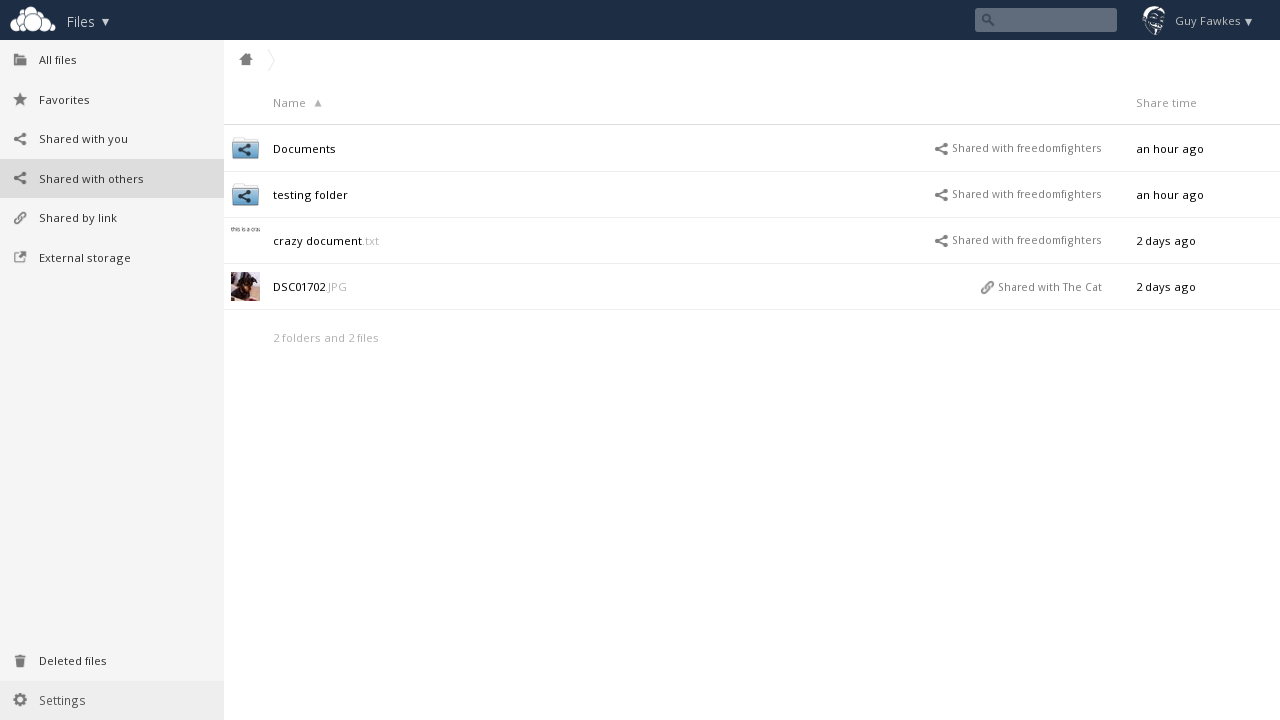 Files ▼
Guy Fawkes ▼
All files
Favorites
Shared with you
Shared with others
Shared by link
External storage
Deleted files
Settings
Name ▲ Share time
Documents Shared with freedomfighters an hour ago
testing folder Shared with freedomfighters an hour ago
this is a
crazy document.txt Shared with freedomfighters 2 days ago
DSC01702.JPG Shared with The Cat 2 days ago
2 folders and 2 files